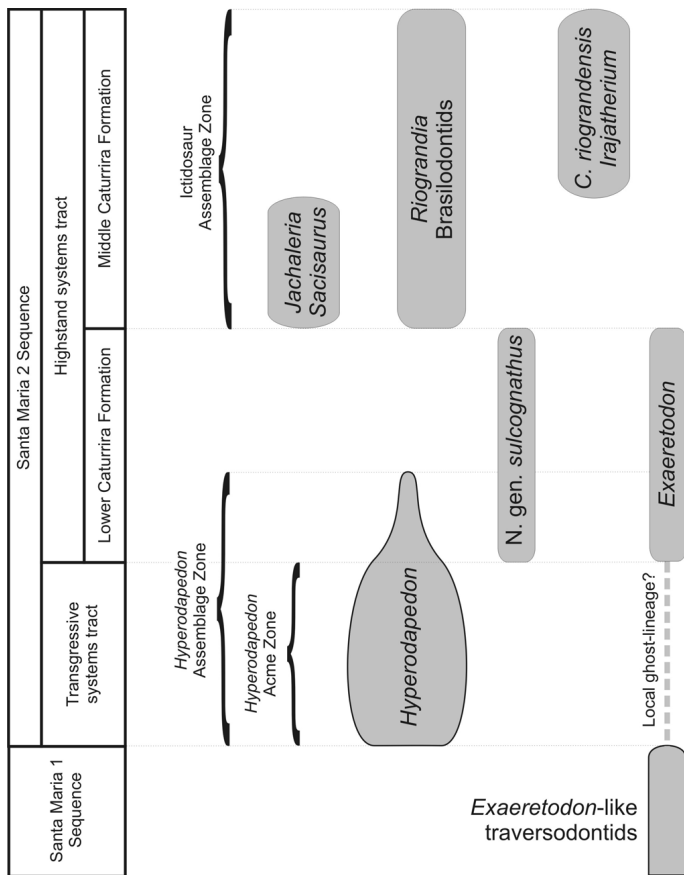 Santa Maria 2 Sequence
Santa Maria 1
Sequence
Highstand systems tract
Transgressive
systems tract
Middle Caturrira Formation
Lower Caturrira Formation
Ictidosaur
Assemblage Zone
Hyperodapedon
Assemblage Zone
Hyperodapedon
Acme Zone
Jachaleria
Sacisaurus
Riograndia
Brasilodontids
C. riograndensis
Irajatherium
Hyperodapedon
N. gen. sulcognathus
Exaeretodon
Local ghost-lineage?
Exaeretodon-like
traversodontids